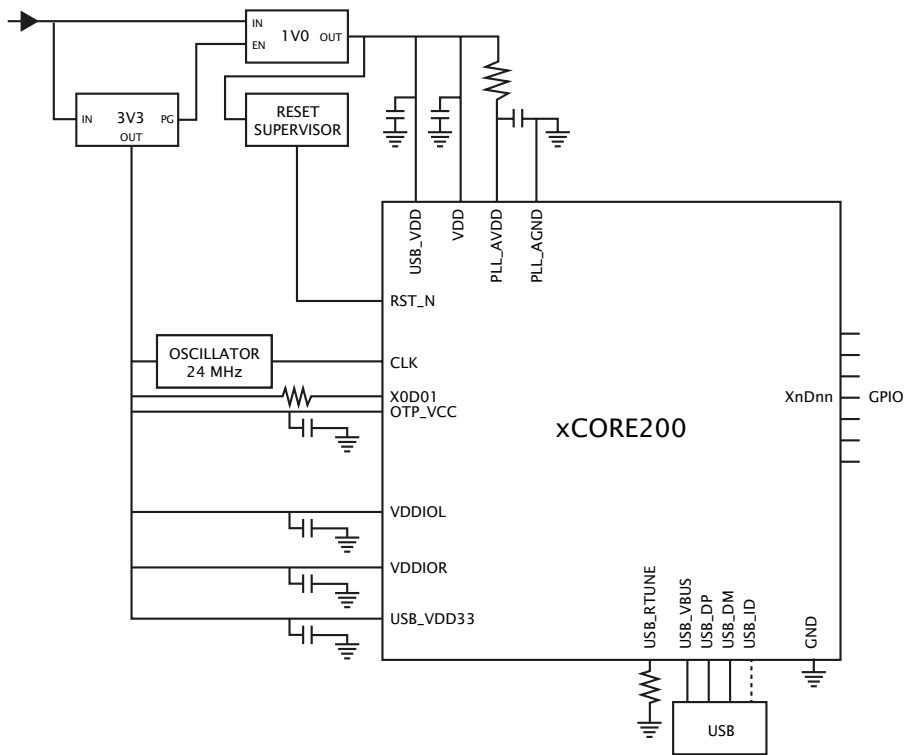 IN
1V0
OUT
EN
IN
3V3
PG
OUT
RESET
SUPERVISOR
USB_VDD
VDD
PLL_AVDD
PLL_AGND
RST_N
OSCILLATOR
24 MHz
CLK
X0D01
OTP_VCC
XnDnn
GPIO
xCORE200
VDDIOL
VDDIOR
USB_VDD33
USB_RTUNE
USB_VBUS
USB_DP
USB_DM
USB_ID
GND
USB